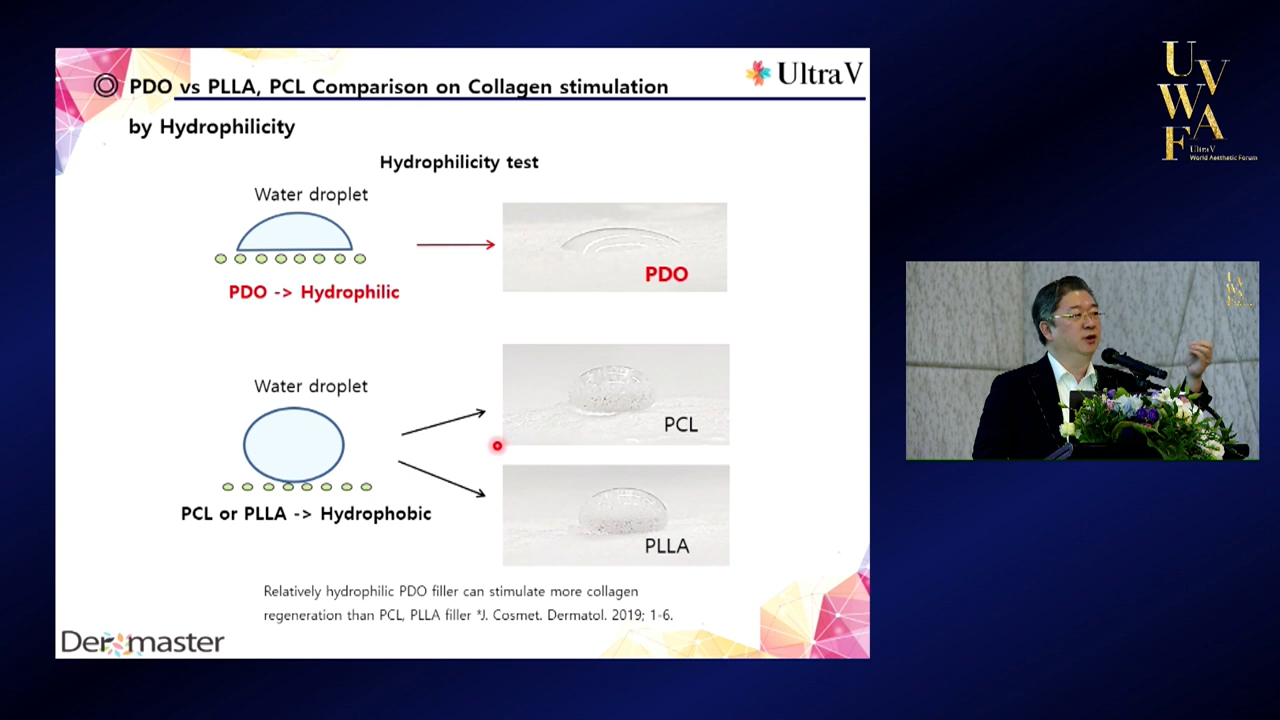 PDO vs PLLA, PCL Comparison on Collagen stimulation
by Hydrophilicity
UltraV
Hydrophilicity test
Water droplet
PDO -> Hydrophilic
PDO
Water droplet
PCL or PLLA -> Hydrophobic
PCL
PLLA
Relatively hydrophilic PDO filler can stimulate more collagen
regeneration than PCL, PLLA filler *J. Cosmet. Dermatol. 2019; 1-6.
Dermaster
U
V
W
A
F
UltraV
World Aesthetic Forum